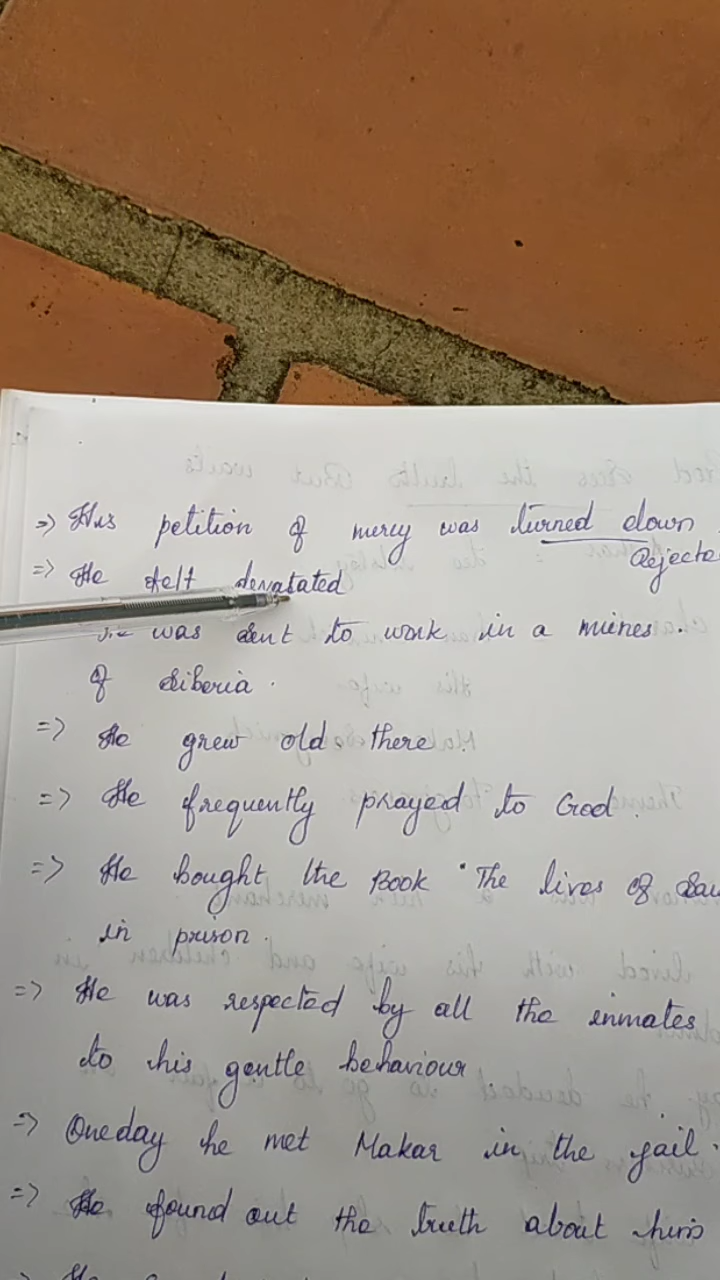 => His petition of mercy was turned down
Rejecte
=> He felt devastated
He was sent to work in a mines.
of Siberia.
=> He grew old there.
=> He frequently prayed to God.
=> He bought the Book "The lives of Sai
in prison.
=> He was respected by all the inmates
to his gentle behaviour
=> Oneday he met Makar in the jail.
=> He found out the truth about him